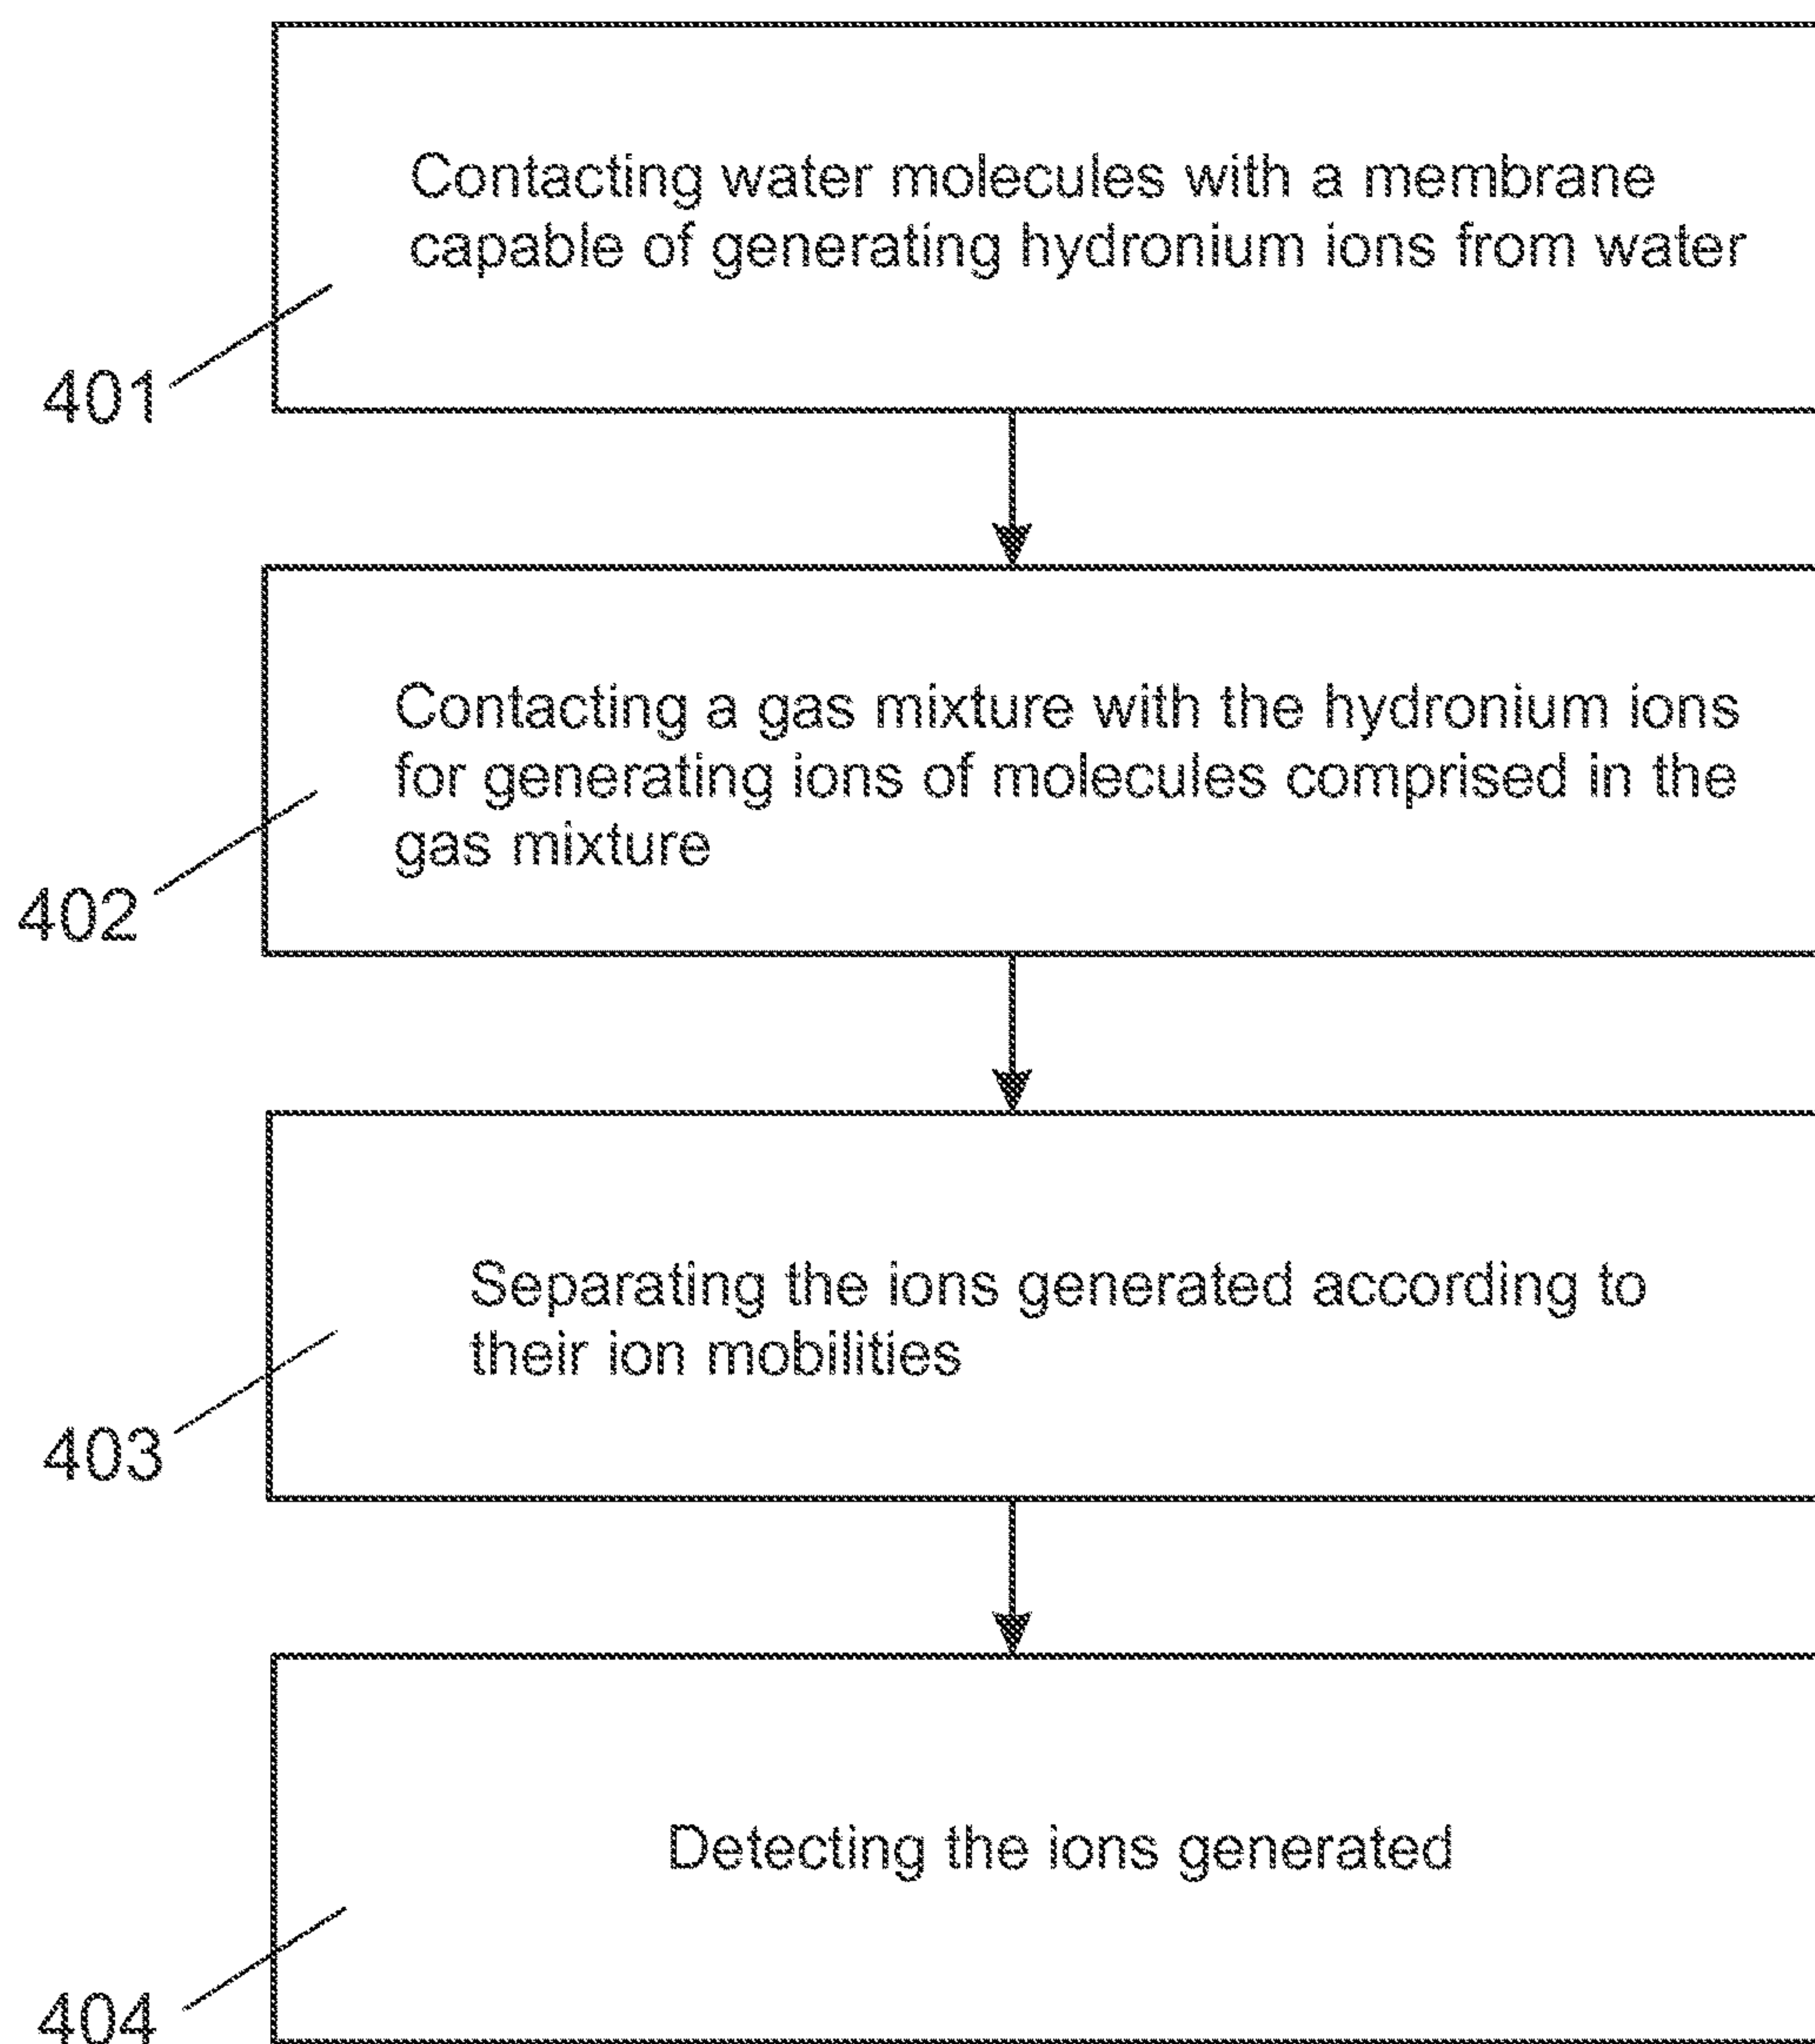 Contacting water molecules with a membrane
capable of generating hydronium ions from water
401
Contacting a gas mixture with the hydronium ions
for generating ions of molecules comprised in the
gas mixture
402
Separating the ions generated according to
their ion mobilities
403
Detecting the ions generated
404